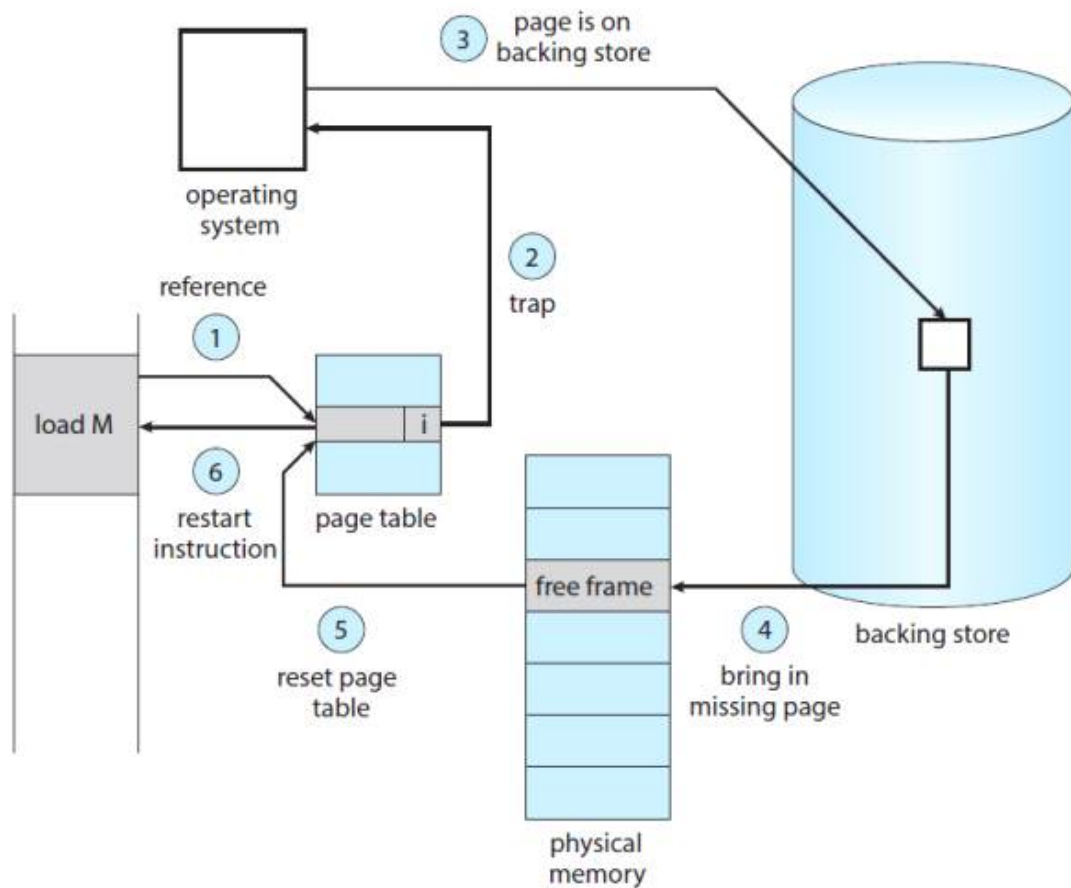 3
page is on
backing store
operating
system
2
trap
reference
1
load M
i
6
restart
instruction
page table
free frame
5
reset page
table
4
bring in
missing page
backing store
physical
memory